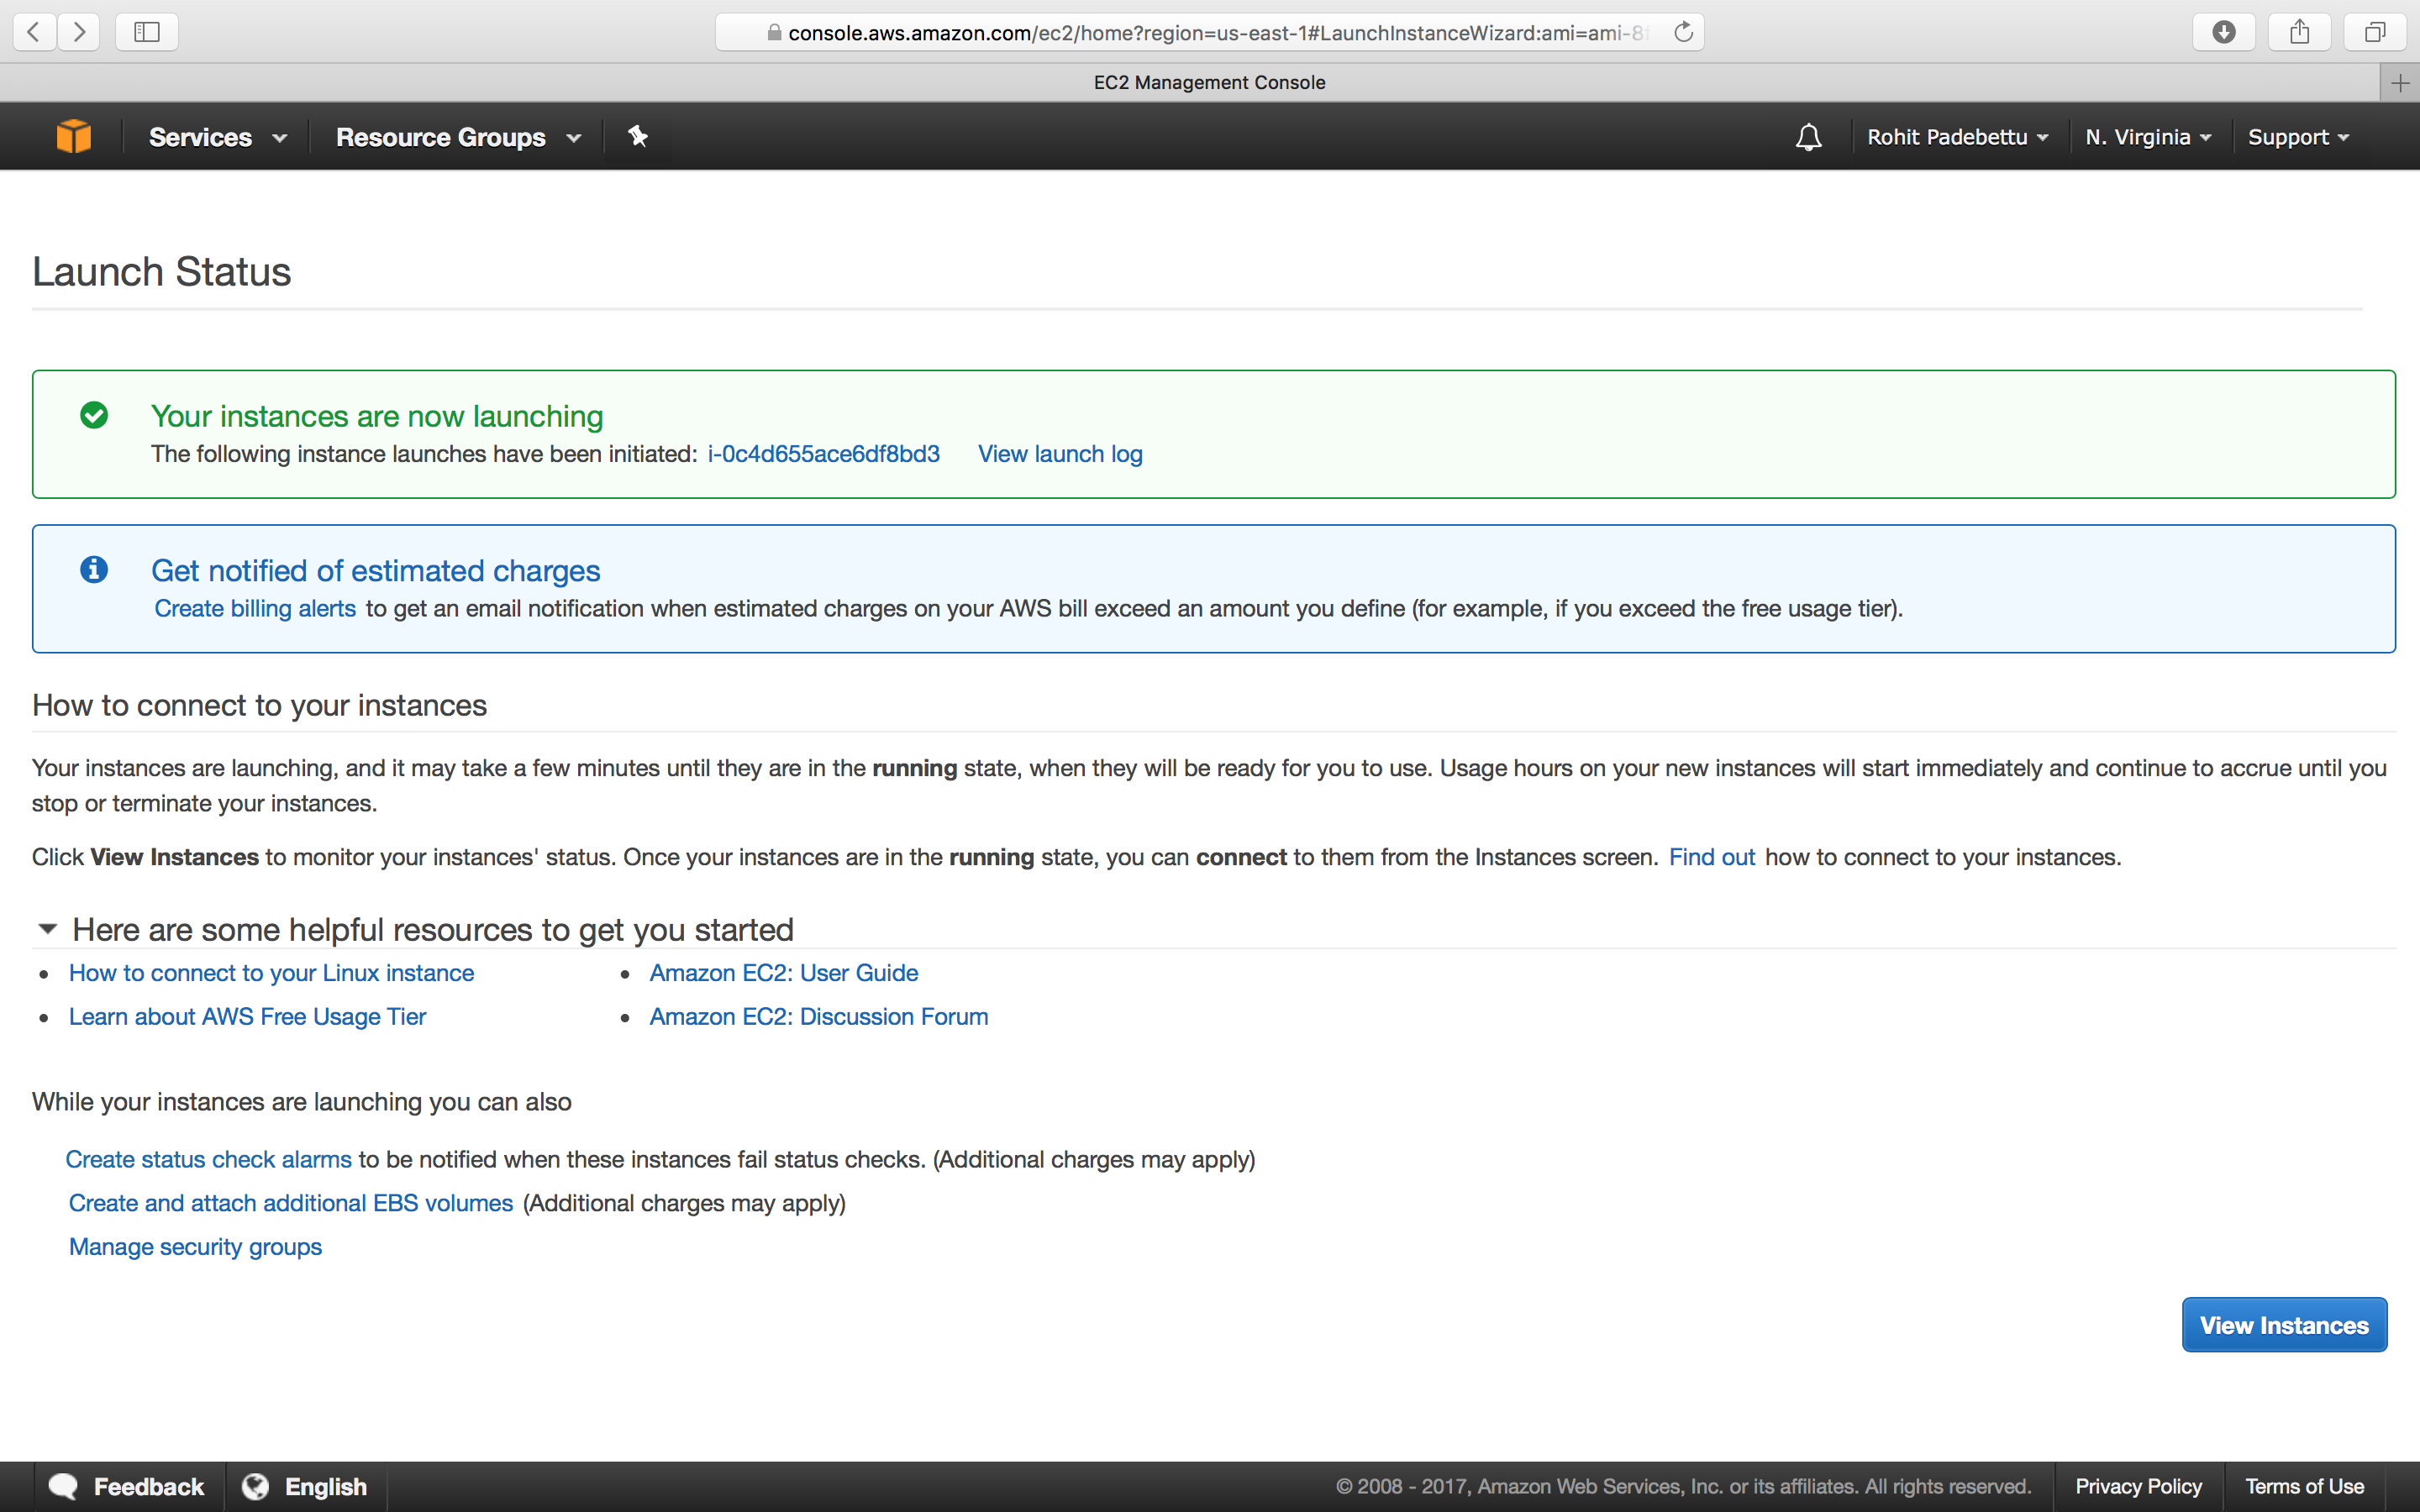 console.aws.amazon.com/ec2/home?region=us-east-1#LaunchInstanceWizard:ami=ami-8f
EC2 Management Console
Services Resource Groups Rohit Padebettu N. Virginia Support
Launch Status
Your instances are now launching
The following instance launches have been initiated: i-0c4d655ace6df8bd3 View launch log
Get notified of estimated charges
Create billing alerts to get an email notification when estimated charges on your AWS bill exceed an amount you define (for example, if you exceed the free usage tier).
How to connect to your instances
Your instances are launching, and it may take a few minutes until they are in the running state, when they will be ready for you to use. Usage hours on your new instances will start immediately and continue to accrue until you
stop or terminate your instances.
Click View Instances to monitor your instances' status. Once your instances are in the running state, you can connect to them from the Instances screen. Find out how to connect to your instances.
Here are some helpful resources to get you started
How to connect to your Linux instance
Amazon EC2: User Guide
Learn about AWS Free Usage Tier
Amazon EC2: Discussion Forum
While your instances are launching you can also
Create status check alarms to be notified when these instances fail status checks. (Additional charges may apply)
Create and attach additional EBS volumes (Additional charges may apply)
Manage security groups
View Instances
Feedback English © 2008 - 2017, Amazon Web Services, Inc. or its affiliates. All rights reserved. Privacy Policy Terms of Use